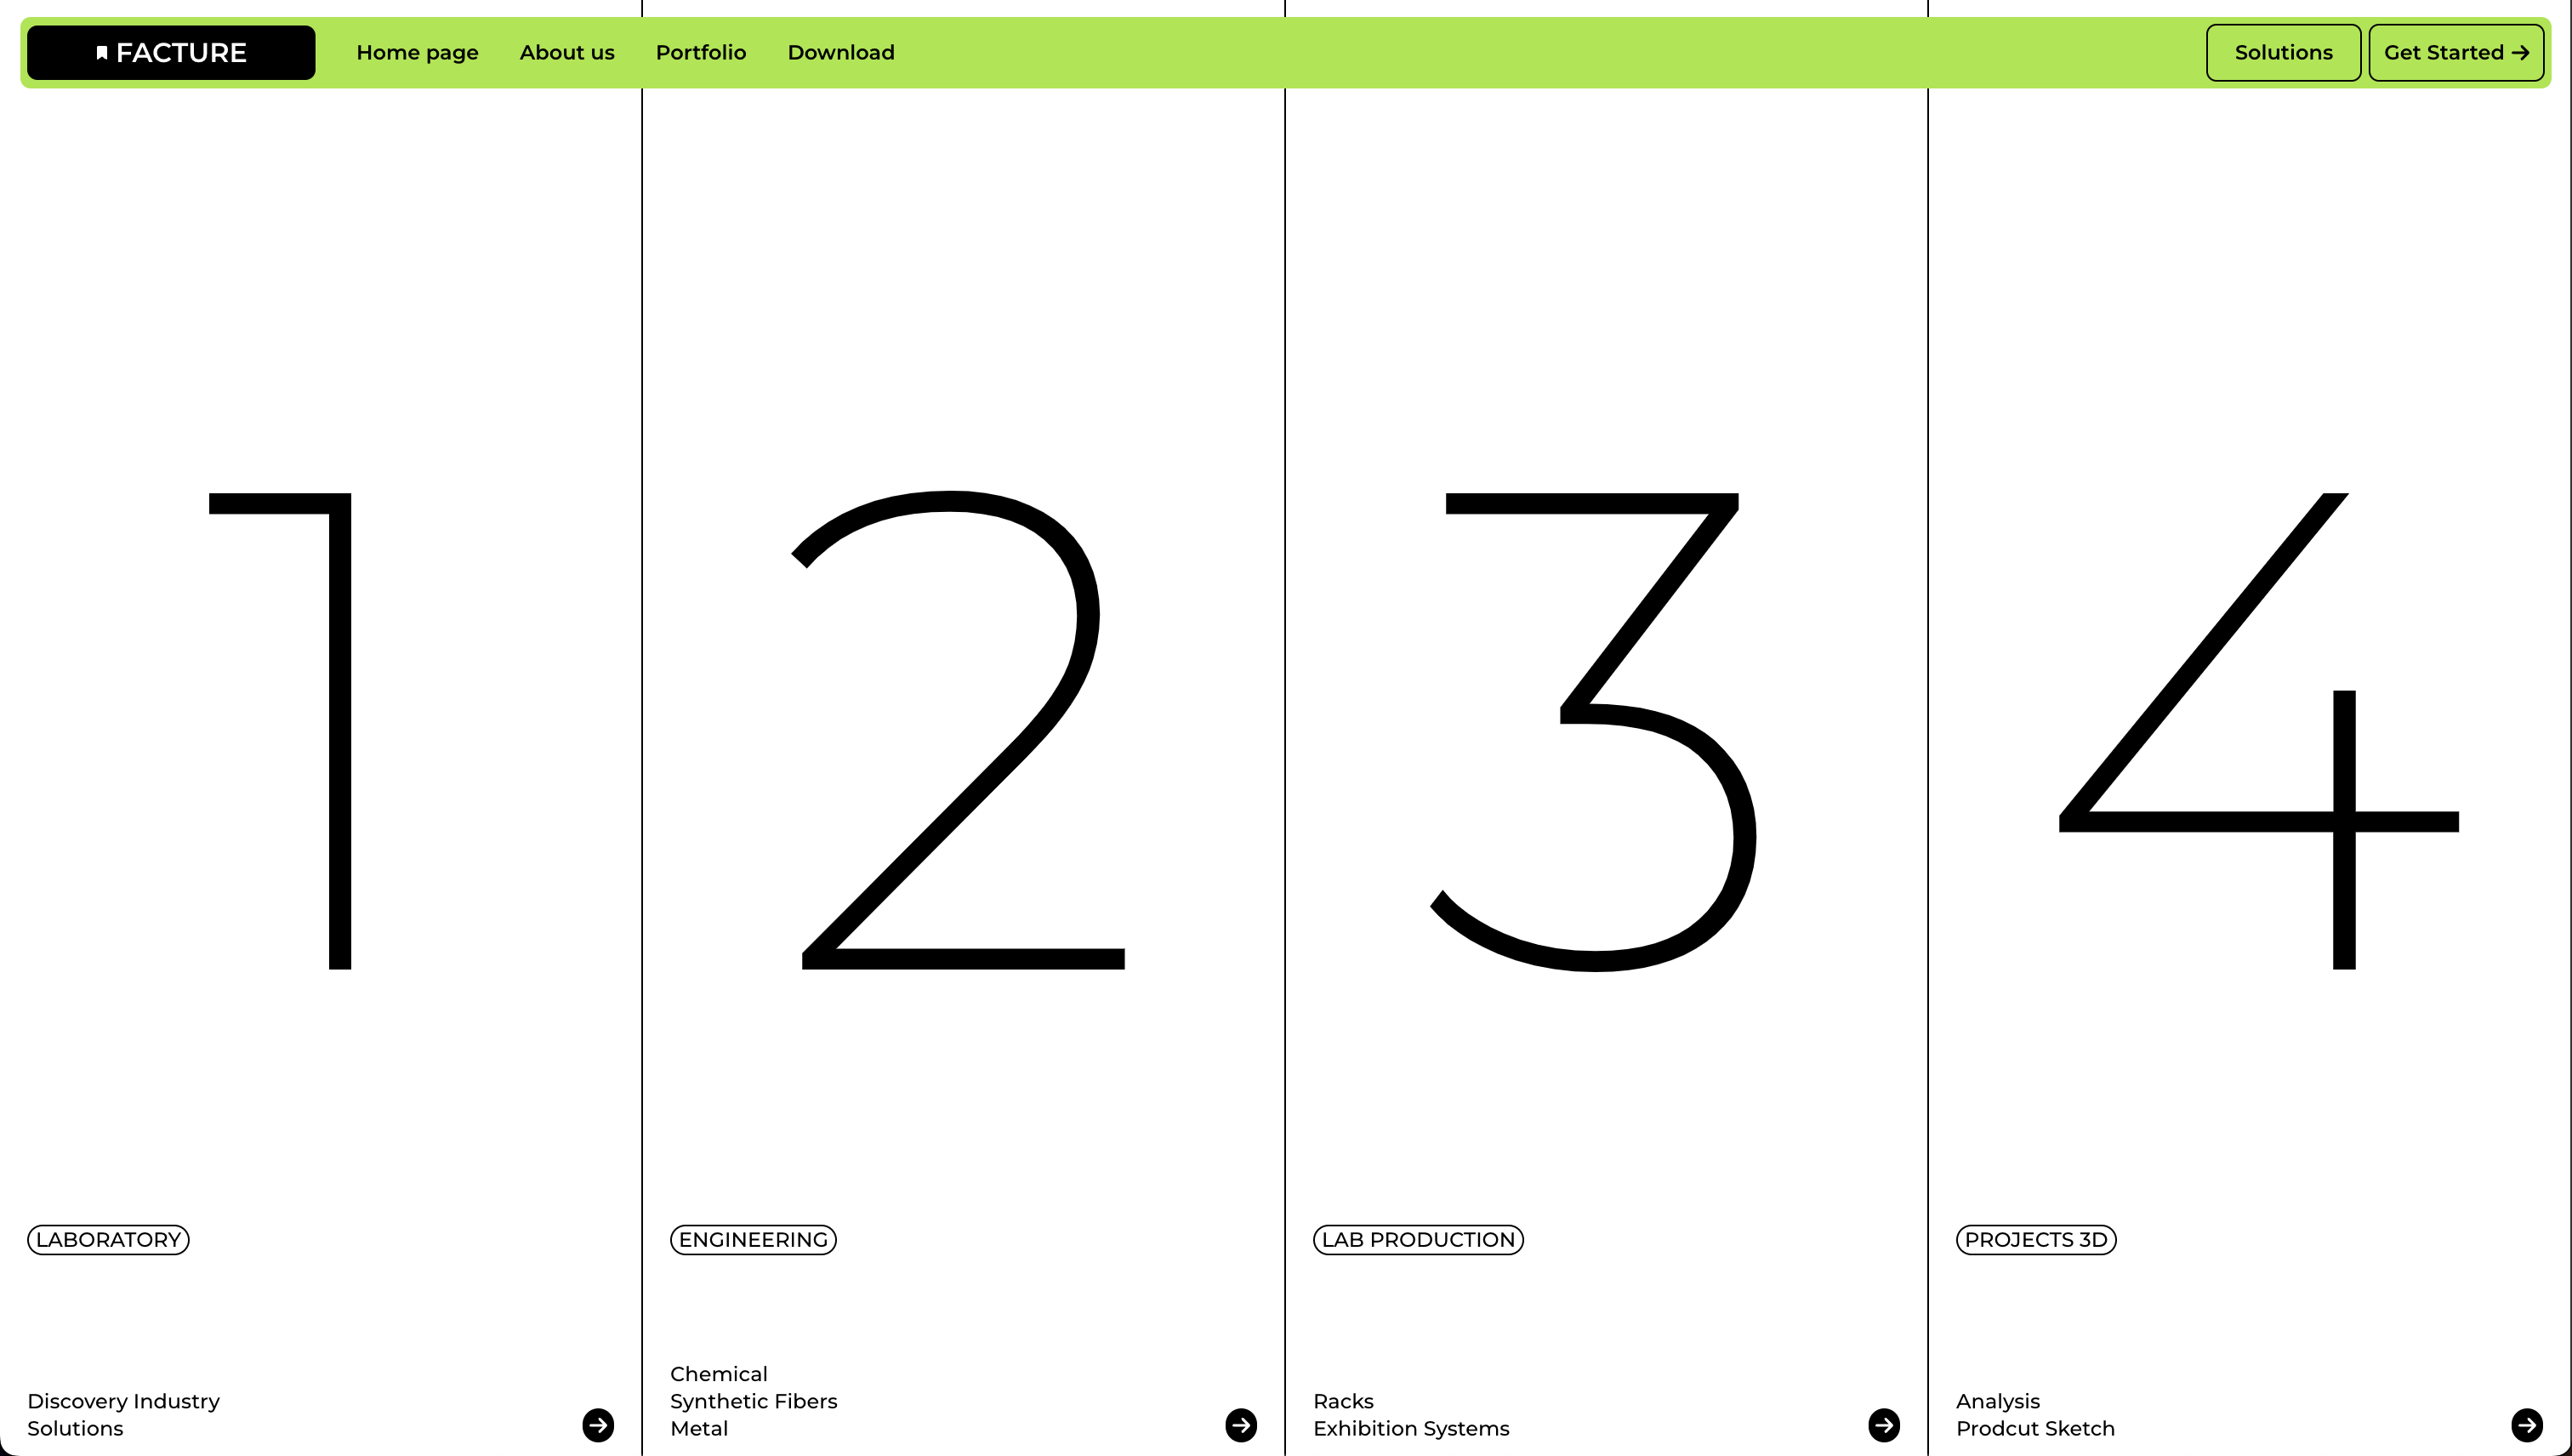 FACTURE
Home page
About us
Portfolio
Download
Solutions
Get Started
1
2
3
4
LABORATORY
ENGINEERING
LAB PRODUCTION
PROJECTS 3D
Discovery Industry
Solutions
Chemical
Synthetic Fibers
Metal
Racks
Exhibition Systems
Analysis
Prodcut Sketch